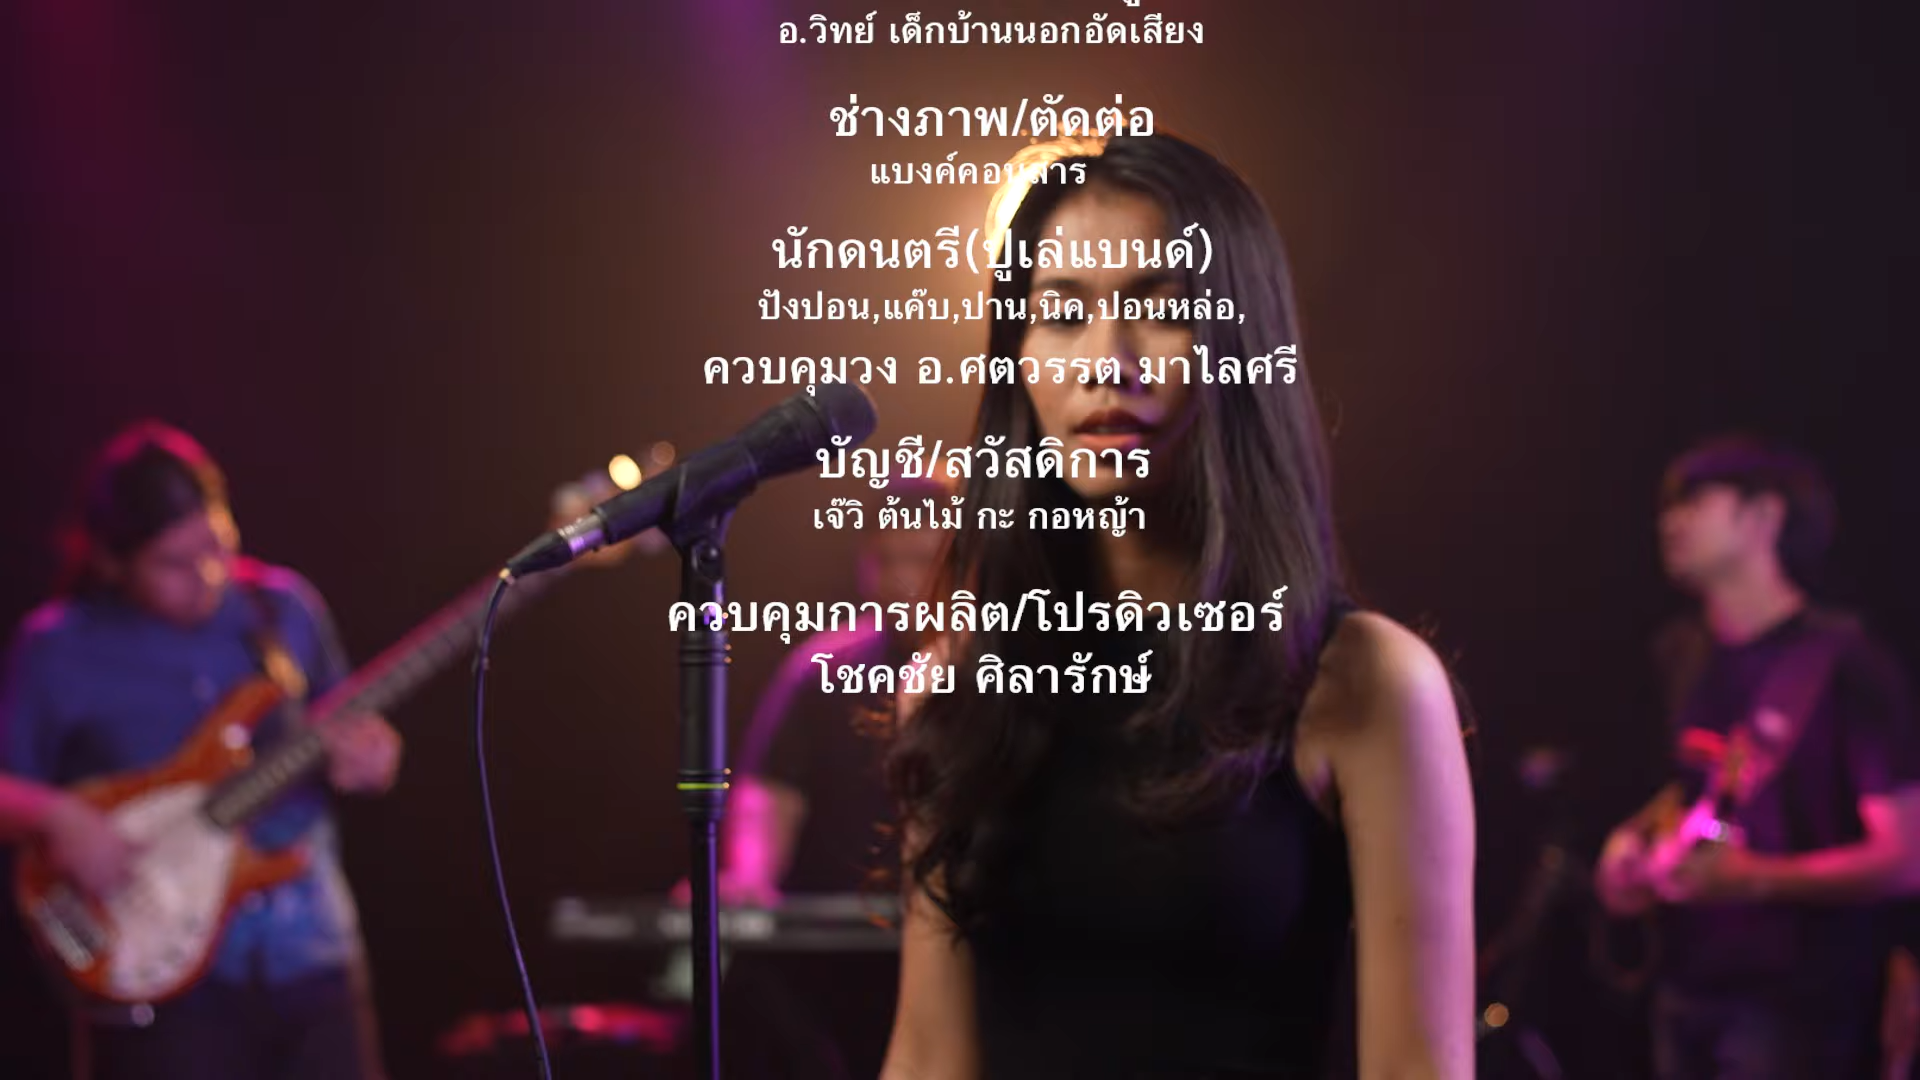 อ.วิทย์ เด็กบ้านนอกอัดเสียง
ช่างภาพ/ตัดต่อ
แบงค์คอนสาร
นักดนตรี(ปูเล่แบนด์)
ปังปอน,แค๊บ,ปาน,นิค,ปอนหล่อ,
ควบคุมวง อ.ศตวรรต มาไลศรี
บัญชี/สวัสดิการ
เจ๊วิ ต้นไม้ กะ กอหญ้า
ควบคุมการผลิต/โปรดิวเซอร์
โชคชัย ศิลารักษ์